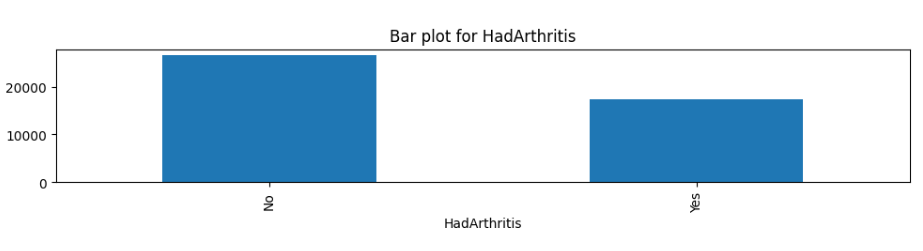 Bar plot for HadArthritis
20000
10000
0
No
Yes
HadArthritis